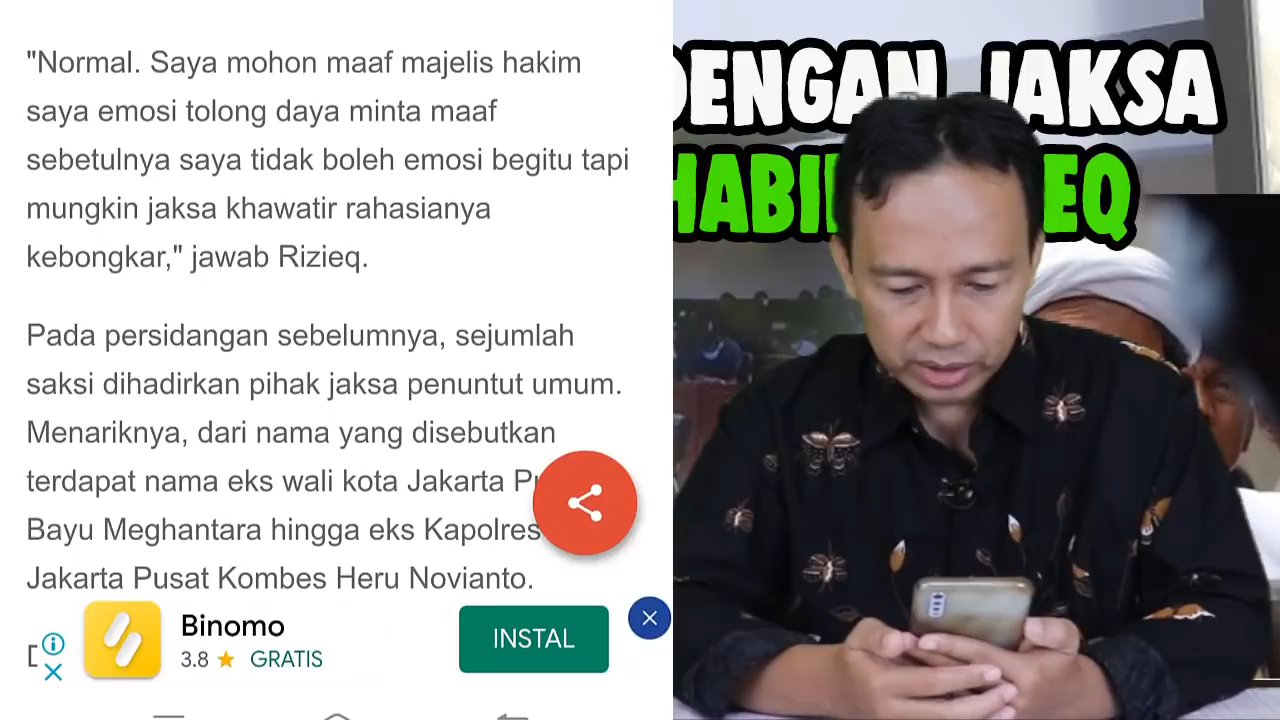 "Normal. Saya mohon maaf majelis hakim
saya emosi tolong daya minta maaf
sebetulnya saya tidak boleh emosi begitu tapi
mungkin jaksa khawatir rahasianya
kebongkar," jawab Rizieq.
Pada persidangan sebelumnya, sejumlah
saksi dihadirkan pihak jaksa penuntut umum.
Menariknya, dari nama yang disebutkan
terdapat nama eks wali kota Jakarta
Bayu Meghantara hingga eks Kapolres
Jakarta Pusat Kombes Heru Novianto.
Binomo
3.8 ★ GRATIS
INSTAL
DENGAN JAKSA